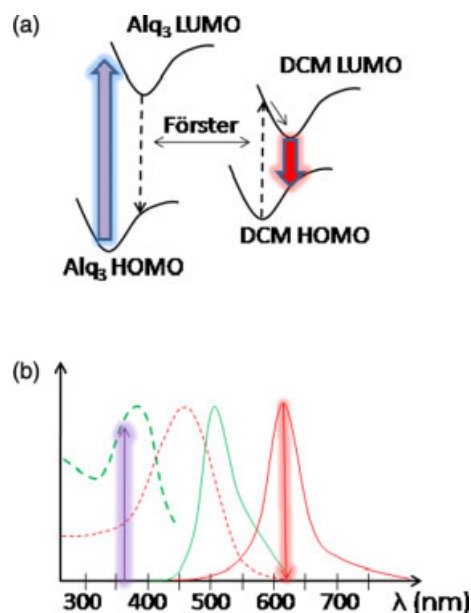 (a)
Alq₃ LUMO
DCM LUMO
Förster
DCM HOMO
Alq₃ HOMO
(b)
300 400 500 600 700 λ (nm)